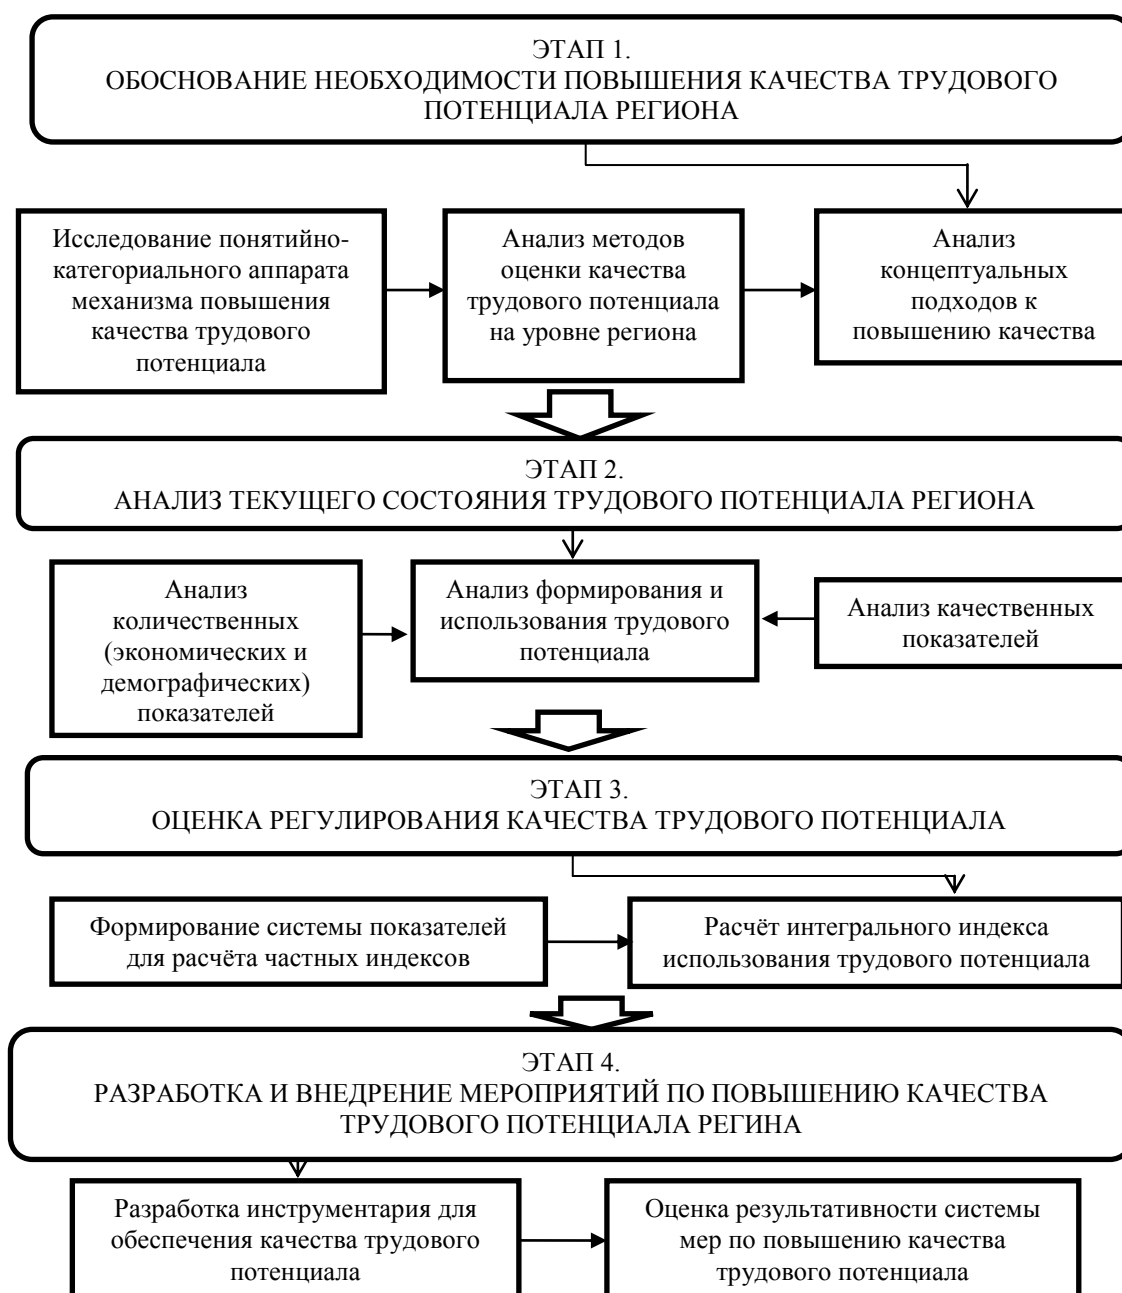 ЭТАП 1.
ОБОСНОВАНИЕ НЕОБХОДИМОСТИ ПОВЫШЕНИЯ КАЧЕСТВА ТРУДОВОГО
ПОТЕНЦИАЛА РЕГИОНА
Исследование понятийно-
категориального аппарата
механизма повышения
качества трудового
потенциала
Анализ методов
оценки качества
трудового потенциала
на уровне региона
Анализ
концептуальных
подходов к
повышению качества
ЭТАП 2.
АНАЛИЗ ТЕКУЩЕГО СОСТОЯНИЯ ТРУДОВОГО ПОТЕНЦИАЛА РЕГИОНА
Анализ
количественных
(экономических и
демографических)
показателей
Анализ формирования и
использования трудового
потенциала
Анализ качественных
показателей
ЭТАП 3.
ОЦЕНКА РЕГУЛИРОВАНИЯ КАЧЕСТВА ТРУДОВОГО ПОТЕНЦИАЛА
Формирование системы показателей
для расчёта частных индексов
Расчёт интегрального индекса
использования трудового потенциала
ЭТАП 4.
РАЗРАБОТКА И ВНЕДРЕНИЕ МЕРОПРИЯТИЙ ПО ПОВЫШЕНИЮ КАЧЕСТВА
ТРУДОВОГО ПОТЕНЦИАЛА РЕГИНА
Разработка инструментария для
обеспечения качества трудового
потенциала
Оценка результативности системы
мер по повышению качества
трудового потенциала